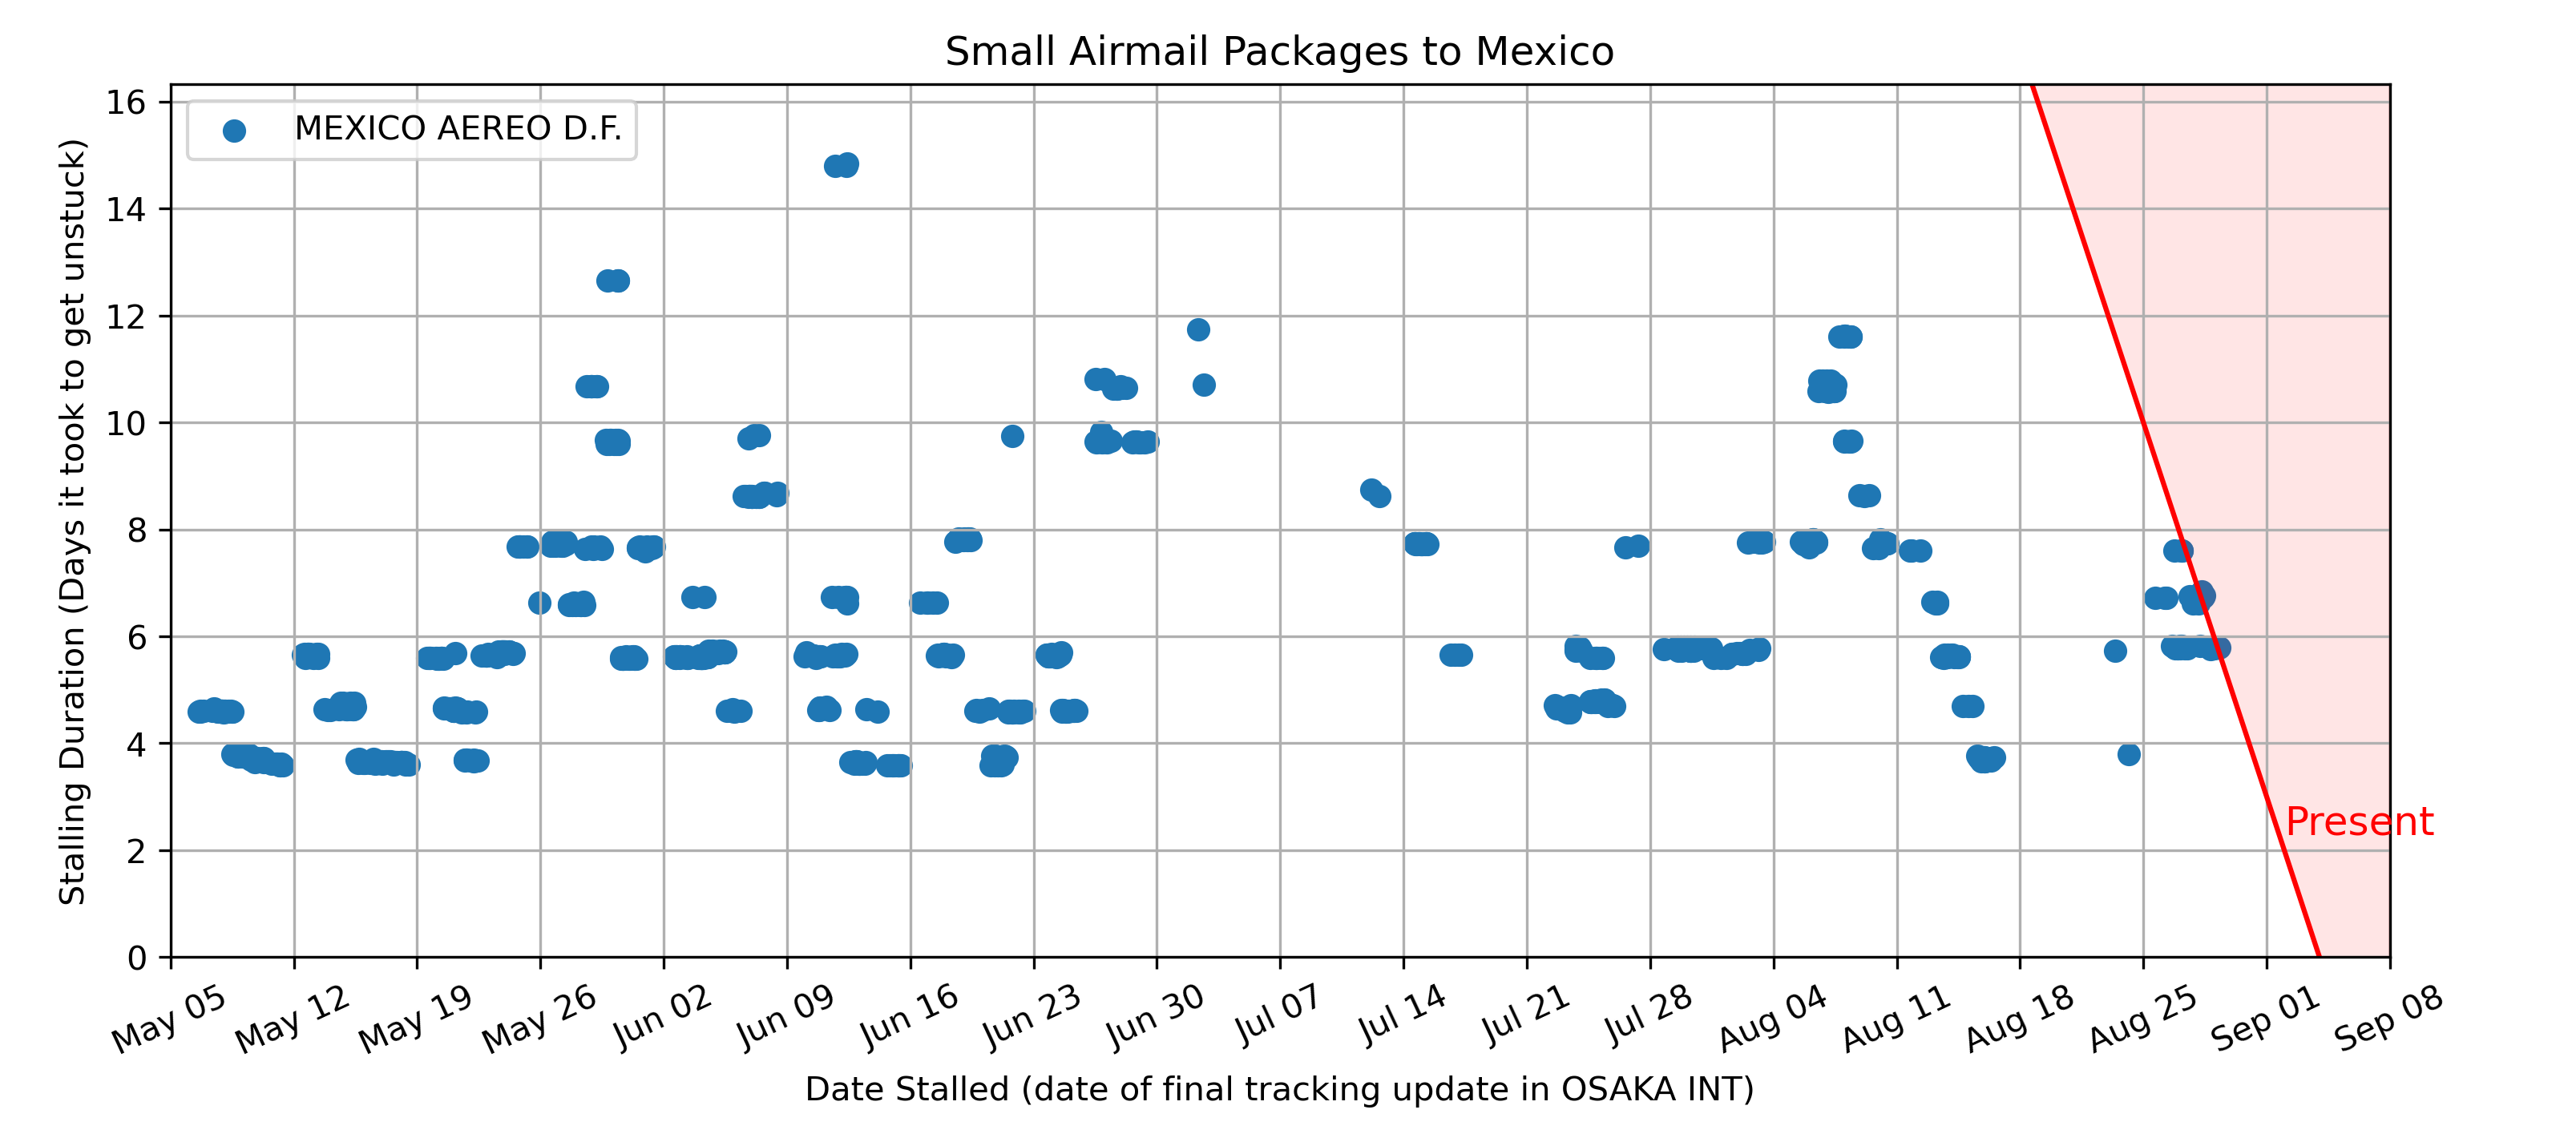 Small Airmail Packages to Mexico
MEXICO AEREO D.F.
Stalling Duration (Days it took to get unstuck)
16
14
12
10
8
6
4
2
0
Present
May 05
May 12
May 19
May 26
Jun 02
Jun 09
Jun 16
Jun 23
Jun 30
Jul 07
Jul 14
Jul 21
Jul 28
Aug 04
Aug 11
Aug 18
Aug 25
Sep 01
Sep 08
Date Stalled (date of final tracking update in OSAKA INT)